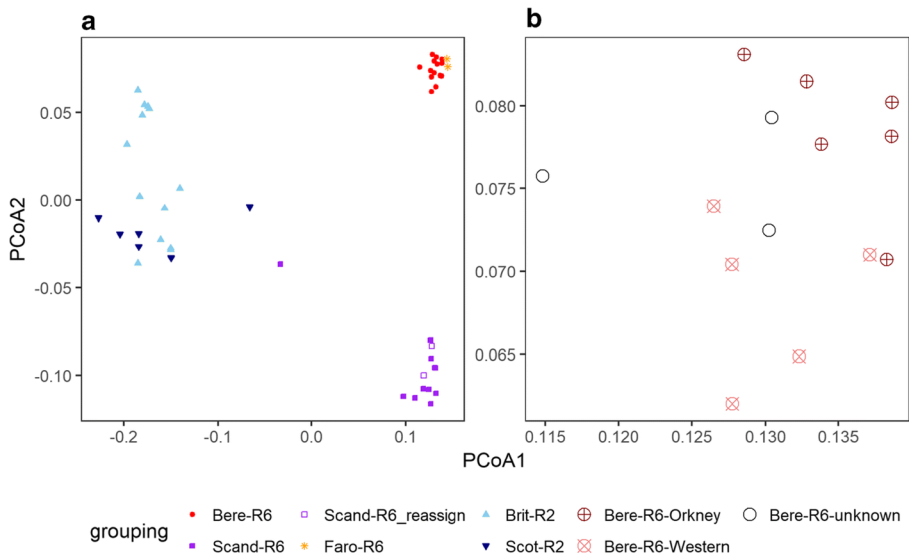 a
b
0.05
0.00
-0.05
-0.10
PCoA2
-0.2
-0.1
0.0
0.1
0.080
0.075
0.070
0.065
0.115
0.120
0.125
0.130
0.135
PCoA1
grouping
Bere-R6
Scand-R6_reassign
Brit-R2
Bere-R6-Orkney
Bere-R6-unknown
Scand-R6
Faro-R6
Scot-R2
Bere-R6-Western